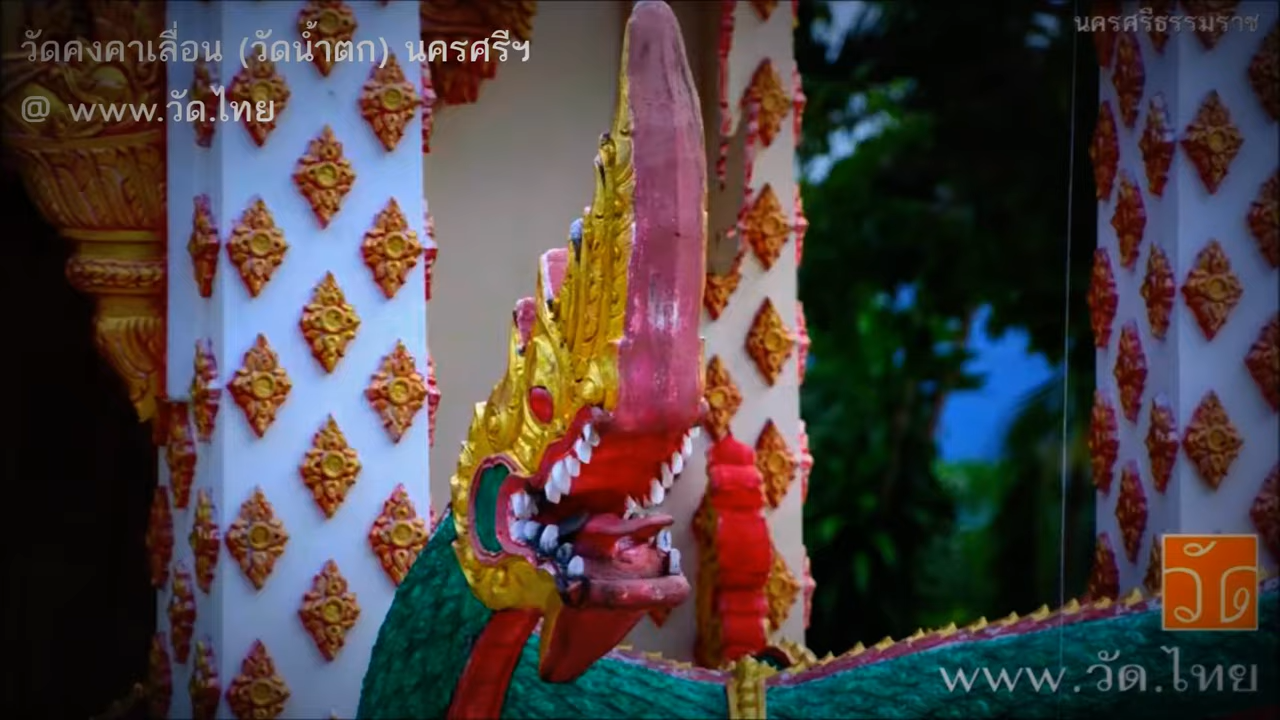 วัดคงคาเลื่อน (วัดน้ำตก) นครศรีฯ
@ www.วัด.ไทย
นครศรีธรรมราช
วัด
www.วัด.ไทย